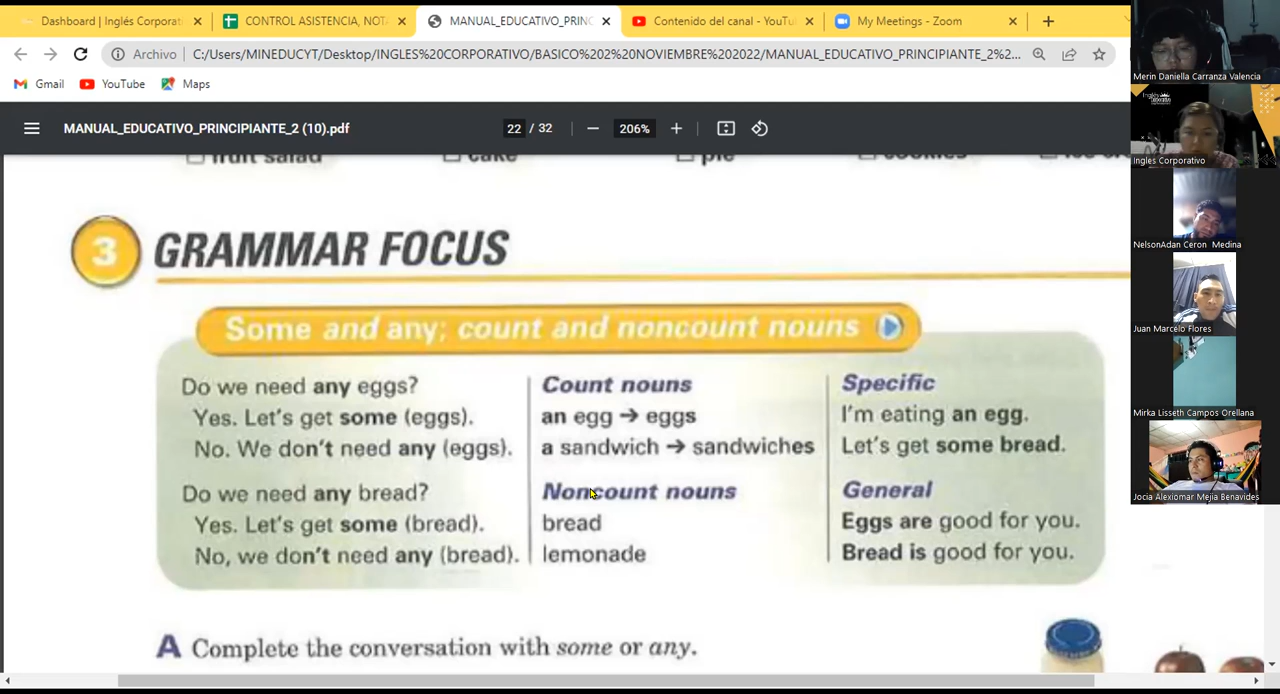 Dashboard | Inglés Corporati
CONTROL ASISTENCIA, NOT
MANUAL_EDUCATIVO_PRINC
Contenido del canal - YouTu
My Meetings - Zoom
Archivo
C:/Users/MINEDUCYT/Desktop/INGLES%20CORPORATIVO/BASICO%202%20NOVIEMBRE%202022/MANUAL_EDUCATIVO_PRINCIPIANTE_2%2...
Gmail
YouTube
Maps
MANUAL_EDUCATIVO_PRINCIPIANTE_2 (10).pdf
22 / 32
206%
fruit salad
cake
pie
cookies
3 GRAMMAR FOCUS
Some and any; count and noncount nouns
Do we need any eggs?
Yes. Let's get some (eggs).
No. We don't need any (eggs).
Do we need any bread?
Yes. Let's get some (bread).
No, we don't need any (bread).
Count nouns
an egg → eggs
a sandwich → sandwiches
Noncount nouns
bread
lemonade
Specific
I'm eating an egg.
Let's get some bread.
General
Eggs are good for you.
Bread is good for you.
A Complete the conversation with some or any.
Merin Daniella Carranza Valencia
Ingles Corporativo
NelsonAdan Ceron Medina
Juan Marcelo Flores
Mirka Lisseth Campos Orellana
Jocia Alexiomar Mejia Benavides